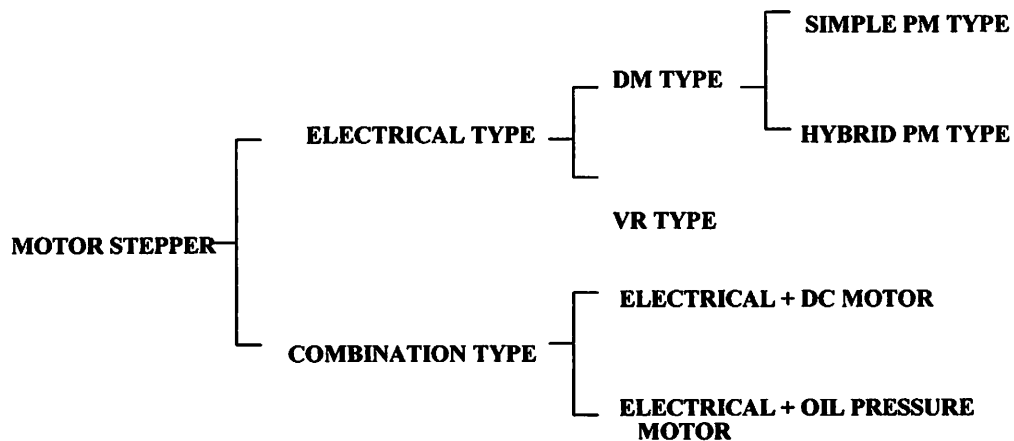 SIMPLE PM TYPE
DM TYPE
ELECTRICAL TYPE
HYBRID PM TYPE
VR TYPE
MOTOR STEPPER
ELECTRICAL + DC MOTOR
COMBINATION TYPE
ELECTRICAL + OIL PRESSURE
MOTOR